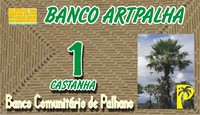 BANCO ARTPALHA
1
CASTANHA
Banco Comunitário de Palhano